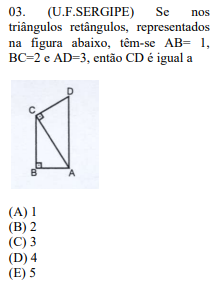 03. (U.F.SERGIPE) Se nos
triângulos retângulos, representados
na figura abaixo, têm-se AB= 1,
BC=2 e AD=3, então CD é igual a
D
C
B
A
(A) 1
(B) 2
(C) 3
(D) 4
(E) 5